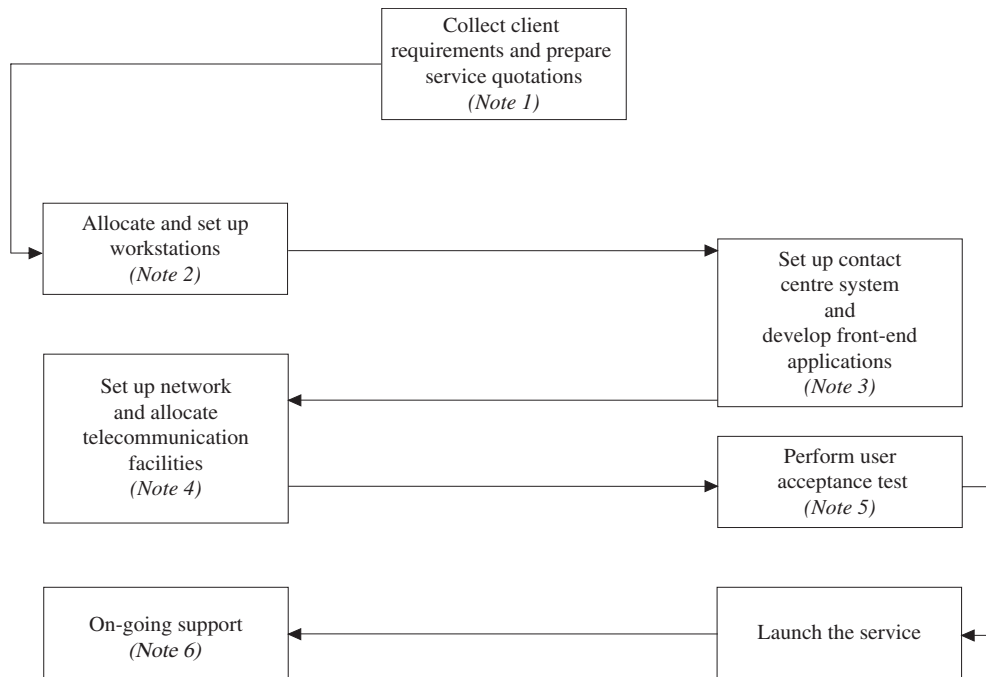 Collect client
requirements and prepare
service quotations
(Note 1)
Allocate and set up
workstations
(Note 2)
Set up contact
centre system
and
develop front-end
applications
(Note 3)
Set up network
and allocate
telecommunication
facilities
(Note 4)
Perform user
acceptance test
(Note 5)
On-going support
(Note 6)
Launch the service